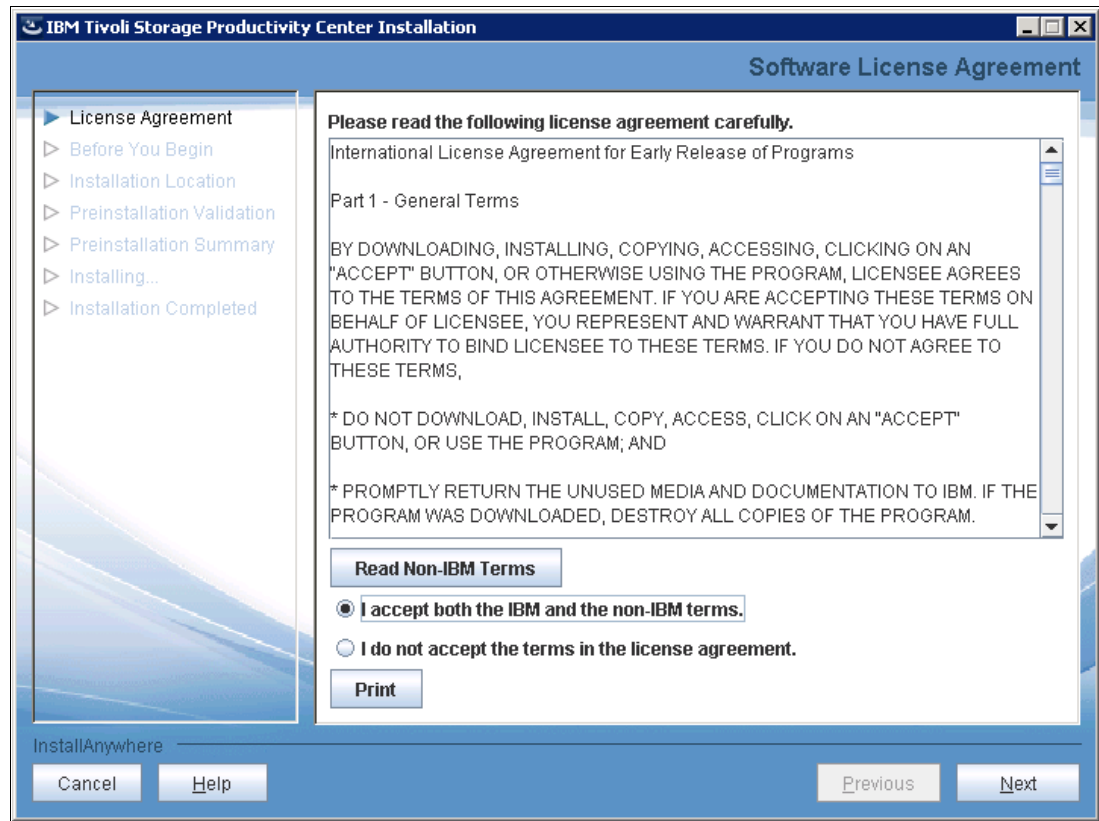 IBM Tivoli Storage Productivity Center Installation
Software License Agreement
License Agreement
Before You Begin
Installation Location
Preinstallation Validation
Preinstallation Summary
Installing...
Installation Completed
Please read the following license agreement carefully.
International License Agreement for Early Release of Programs
Part 1 - General Terms
BY DOWNLOADING, INSTALLING, COPYING, ACCESSING, CLICKING ON AN
"ACCEPT" BUTTON, OR OTHERWISE USING THE PROGRAM, LICENSEE AGREES
TO THE TERMS OF THIS AGREEMENT. IF YOU ARE ACCEPTING THESE TERMS ON
BEHALF OF LICENSEE, YOU REPRESENT AND WARRANT THAT YOU HAVE FULL
AUTHORITY TO BIND LICENSEE TO THESE TERMS. IF YOU DO NOT AGREE TO
THESE TERMS,
* DO NOT DOWNLOAD, INSTALL, COPY, ACCESS, CLICK ON AN "ACCEPT"
BUTTON, OR USE THE PROGRAM; AND
* PROMPTLY RETURN THE UNUSED MEDIA AND DOCUMENTATION TO IBM. IF THE
PROGRAM WAS DOWNLOADED, DESTROY ALL COPIES OF THE PROGRAM.
Read Non-IBM Terms
I accept both the IBM and the non-IBM terms.
I do not accept the terms in the license agreement.
Print
InstallAnywhere
Cancel Help Previous Next